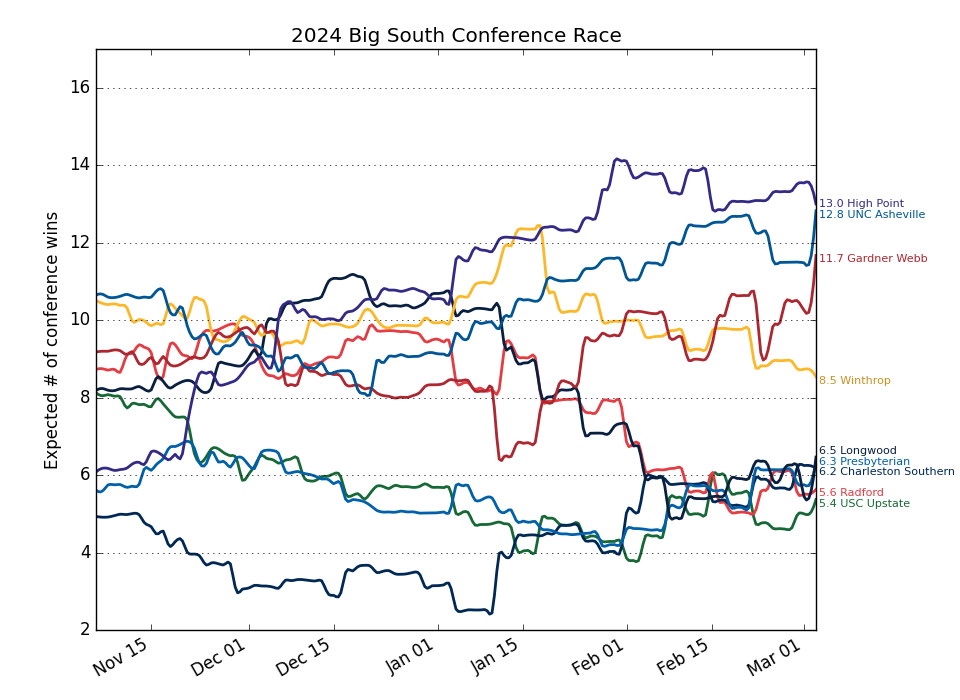 2024 Big South Conference Race
Expected # of conference wins
16
14
12
10
8
6
4
2
13.0 High Point
12.8 UNC Asheville
11.7 Gardner Webb
8.5 Winthrop
6.5 Longwood
6.3 Presbyterian
6.2 Charleston Southern
5.6 Radford
5.4 USC Upstate
Nov 15
Dec 01
Dec 15
Jan 01
Jan 15
Feb 01
Feb 15
Mar 01